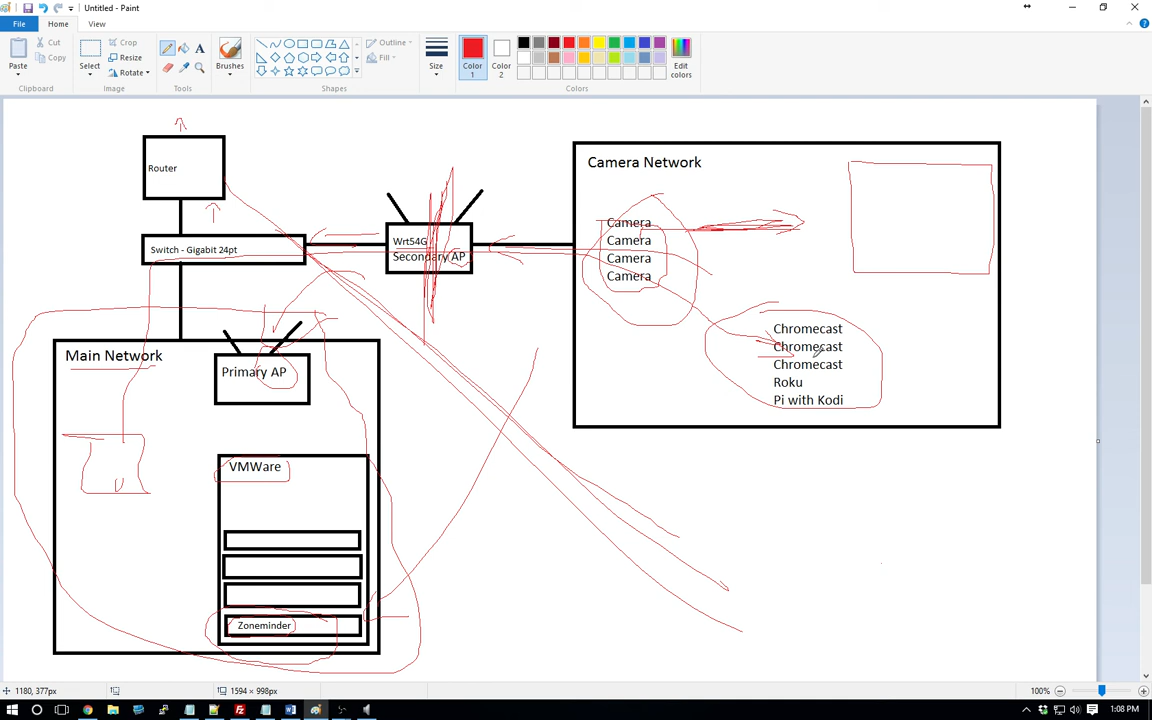 Untitled - Paint
File
Home
View
Paste
Cut
Copy
Clipboard
Select
Crop
Resize
Rotate
Image
A
Tools
Brushes
Outline
Fill
Shapes
Size
Color
1
Color
2
Edit
colors
Colors
Router
Switch - Gigabit 24pt
Wrt54G
Secondary AP
Camera Network
Camera
Camera
Camera
Camera
Chromecast
Chromecast
Chromecast
Roku
Pi with Kodi
Main Network
Primary AP
VMWare
Zoneminder
1180, 377px
1594 × 998px
100%
1:08 PM